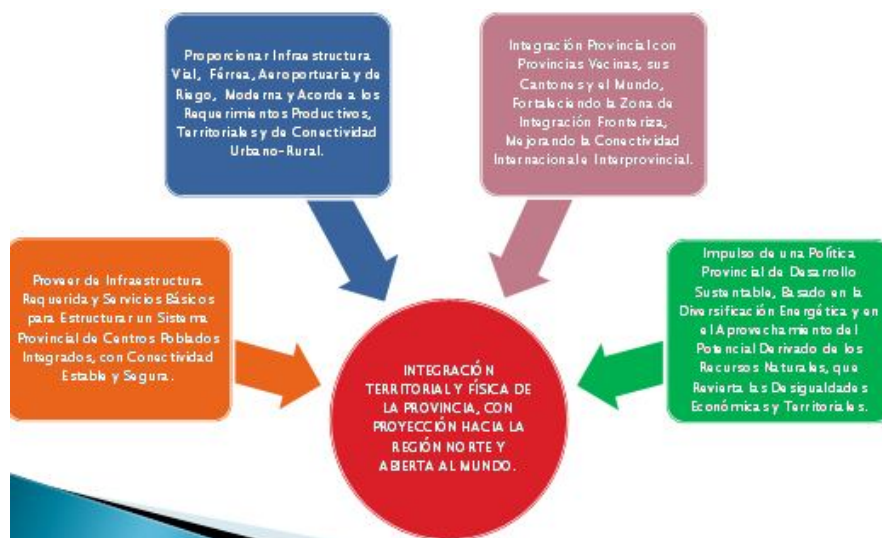 Proporcionar Infraestructura
Vial, Férrea, Aeroportuaria y de
Riego, Moderna y Acorde a los
Requerimientos Productivos,
Territoriales y de Conectividad
Urbano-Rural.
Integración Provincial con
Provincias Vecinas, sus
Cantones y el Mundo,
Fortaleciendo la Zona de
Integración Fronteriza,
Mejorando la Conectividad
Internacional e Interprovincial.
Proveer de Infraestructura
Requerida y Servicios Básicos
para Estructurar un Sistema
Provincial de Centros Poblados
Integrados, con Conectividad
Estable y Segura.
Impulso de una Política
Provincial de Desarrollo
Sustentable, Basado en la
Diversificación Energética y en
el Aprovechamiento del
Potencial Derivado de los
Recursos Naturales, que
Revierta las Desigualdades
Económicas y Territoriales.
INTEGRACIÓN
TERRITORIAL Y FÍSICA DE
LA PROVINCIA, CON
PROYECCIÓN HACIA LA
REGIÓN NORTE Y
ABIERTA AL MUNDO.